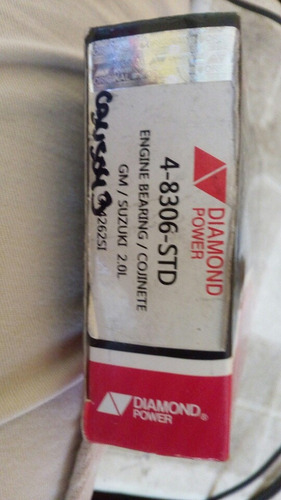 DIAMOND
POWER
4-8306-STD
ENGINE BEARING / COJINETE
GM / SUZUKI 2.0L
DIAMOND®
POWER